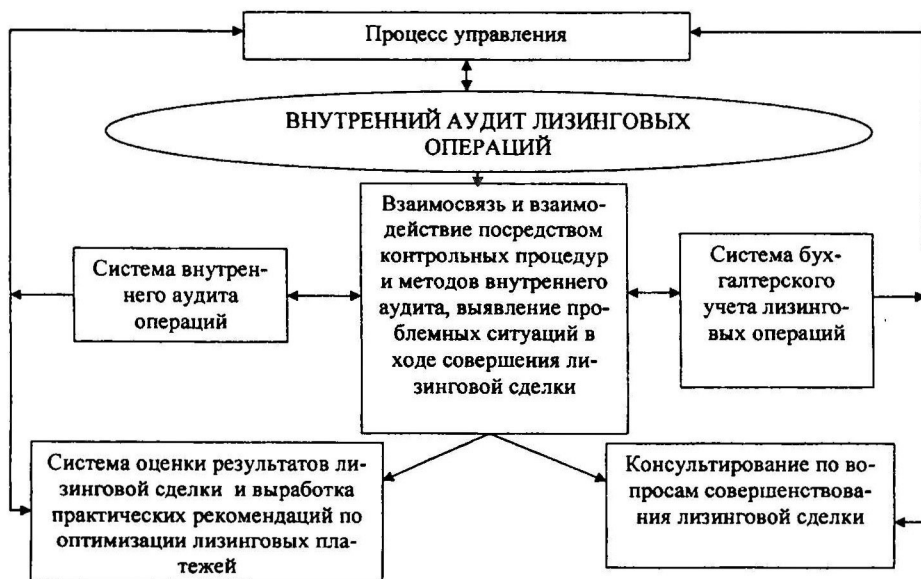 Процесс управления
ВНУТРЕННИЙ АУДИТ ЛИЗИНГОВЫХ
ОПЕРАЦИЙ
Взаимосвязь и взаимо-
действие посредством
контрольных процедур
и методов внутреннего
аудита, выявление про-
блемных ситуаций в
ходе совершения ли-
зинговой сделки
Система внутрен-
него аудита
операций
Система бух-
галтерского
учета лизинго-
вых операций
Система оценки результатов ли-
зинговой сделки и выработка
практических рекомендаций по
оптимизации лизинговых пла-
тежей
Консультирование по во-
просам совершенствова-
ния лизинговой сделки